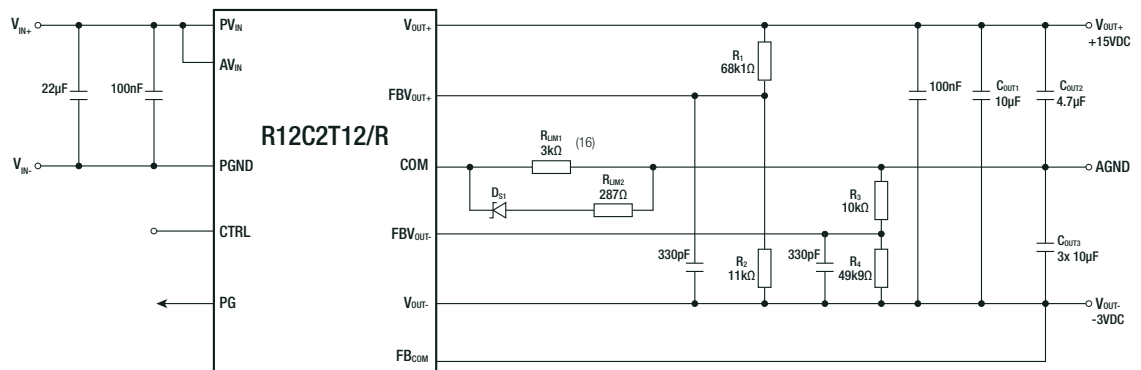 VIN+
22µF
100nF
VIN-
PVIN
AVIN
R12C2T12/R
PGND
CTRL
PG
VOUT+
FBVOUT+
COM
FBVOUT-
VOUT-
FBCOM
R1
68k1Ω
RLIM1
3kΩ
(16)
DS1
RLIM2
287Ω
330pF
R2
11kΩ
330pF
R3
10kΩ
R4
49k9Ω
100nF
COUT1
10µF
COUT2
4.7µF
COUT3
3x 10µF
VOUT+
+15VDC
AGND
VOUT-
-3VDC